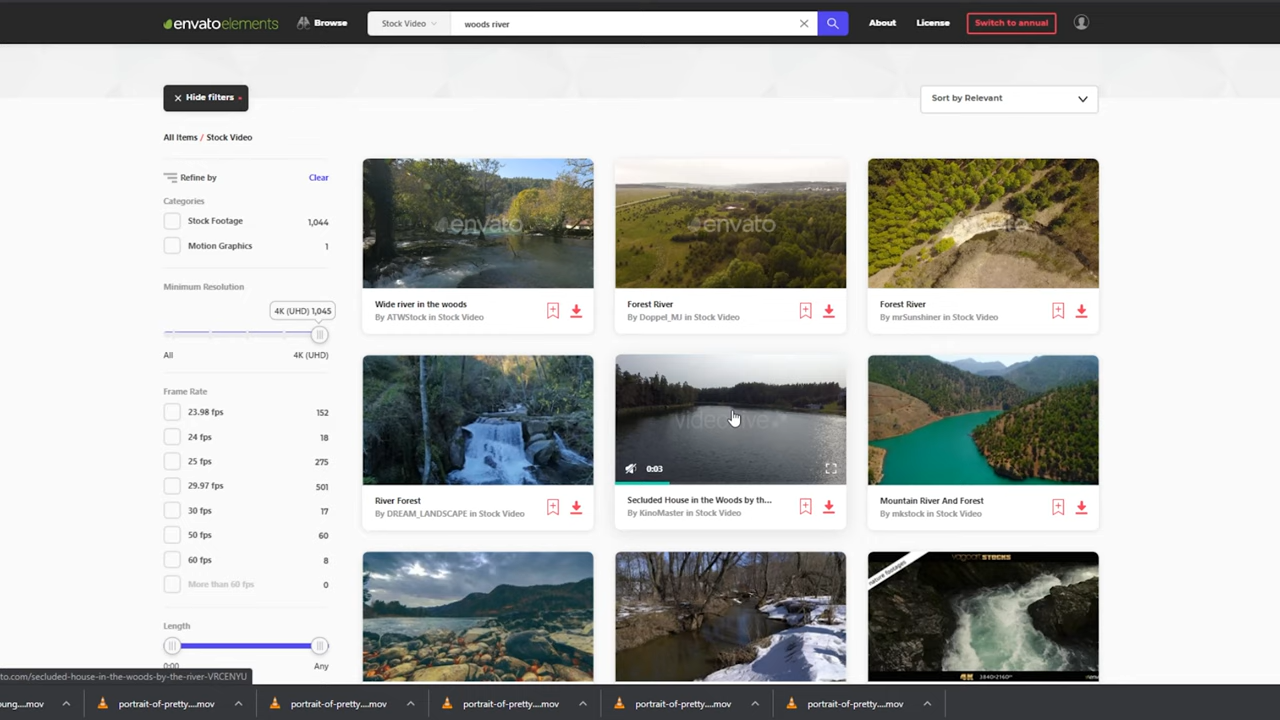 envatoelements
Browse
Stock Video
woods river
About
License
Switch to annual
Hide filters
Sort by Relevant
All Items / Stock Video
Refine by
Clear
Categories
Stock Footage 1,044
Motion Graphics 1
Minimum Resolution
4K (UHD) 1,045
All 4K (UHD)
Frame Rate
23.98 fps 152
24 fps 18
25 fps 275
29.97 fps 501
30 fps 17
50 fps 60
60 fps 8
More than 60 fps 0
Length
0:00 Any
envato
Wide river in the woods
By ATWStock in Stock Video
envato
Forest River
By Doppel_MJ in Stock Video
Forest River
By mrSunshiner in Stock Video
River Forest
By DREAM_LANDSCAPE in Stock Video
0:03
Secluded House in the Woods by th...
By KinoMaster in Stock Video
Mountain River And Forest
By mkstock in Stock Video
nature footages
STOCKS
4K 3840×2160
to.com/secluded-house-in-the-woods-by-the-river-VRCENYU
oung....mov
portrait-of-pretty....mov
portrait-of-pretty....mov
portrait-of-pretty....mov
portrait-of-pretty....mov
portrait-of-pretty....mov